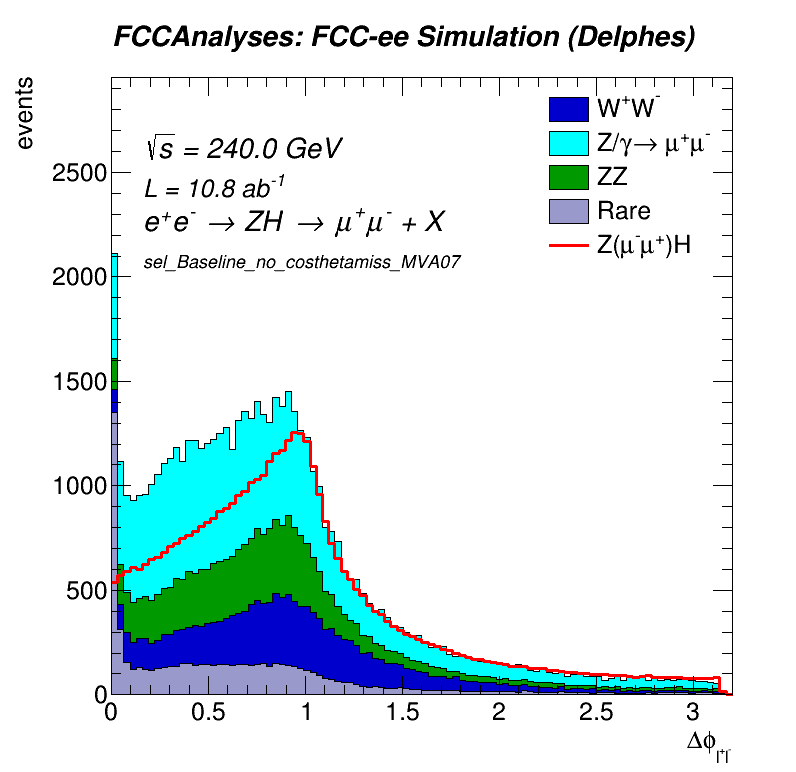 FCCAnalyses: FCC-ee Simulation (Delphes)
events
√s = 240.0 GeV
L = 10.8 ab⁻¹
e⁺e⁻ → ZH → μ⁺μ⁻ + X
sel_Baseline_no_costhetamiss_MVA07
W⁺W⁻
Z/γ→ μ⁺μ⁻
ZZ
Rare
Z(μ⁻μ⁺)H
2500
2000
1500
1000
500
0
0 0.5 1 1.5 2 2.5 3
Δϕ_l⁺l⁻